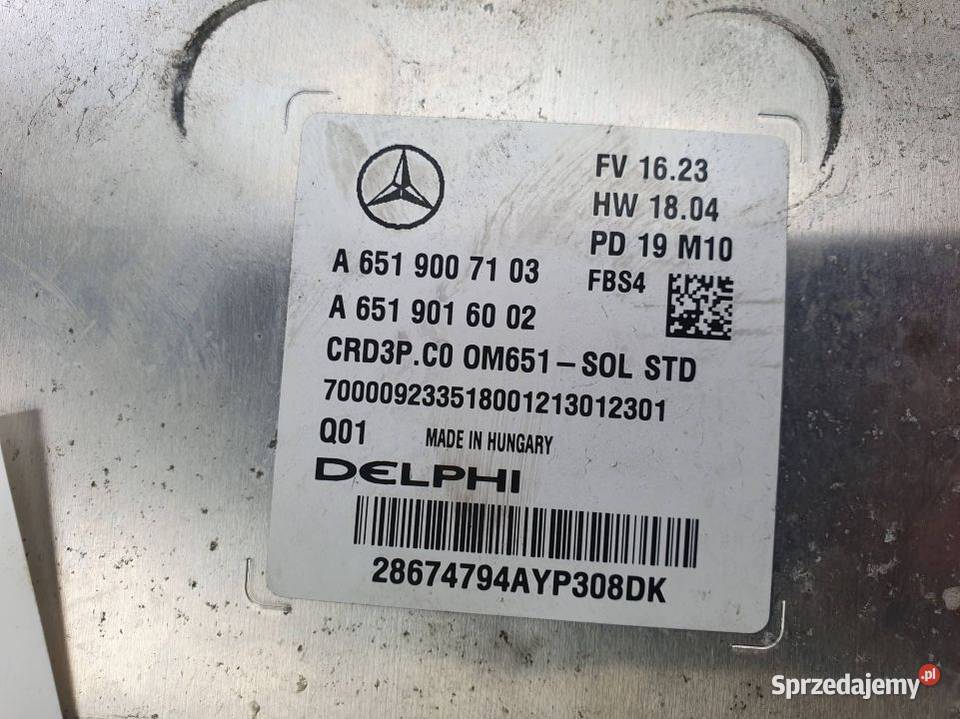 FV 16.23
HW 18.04
PD 19 M10
A 651 900 71 03
FBS4
A 651 901 60 02
CRD3P.C0 OM651-SOL STD
700009233518001213012301
Q01 MADE IN HUNGARY
DELPHI
28674794AYP308DK
Sprzedajemy.pl